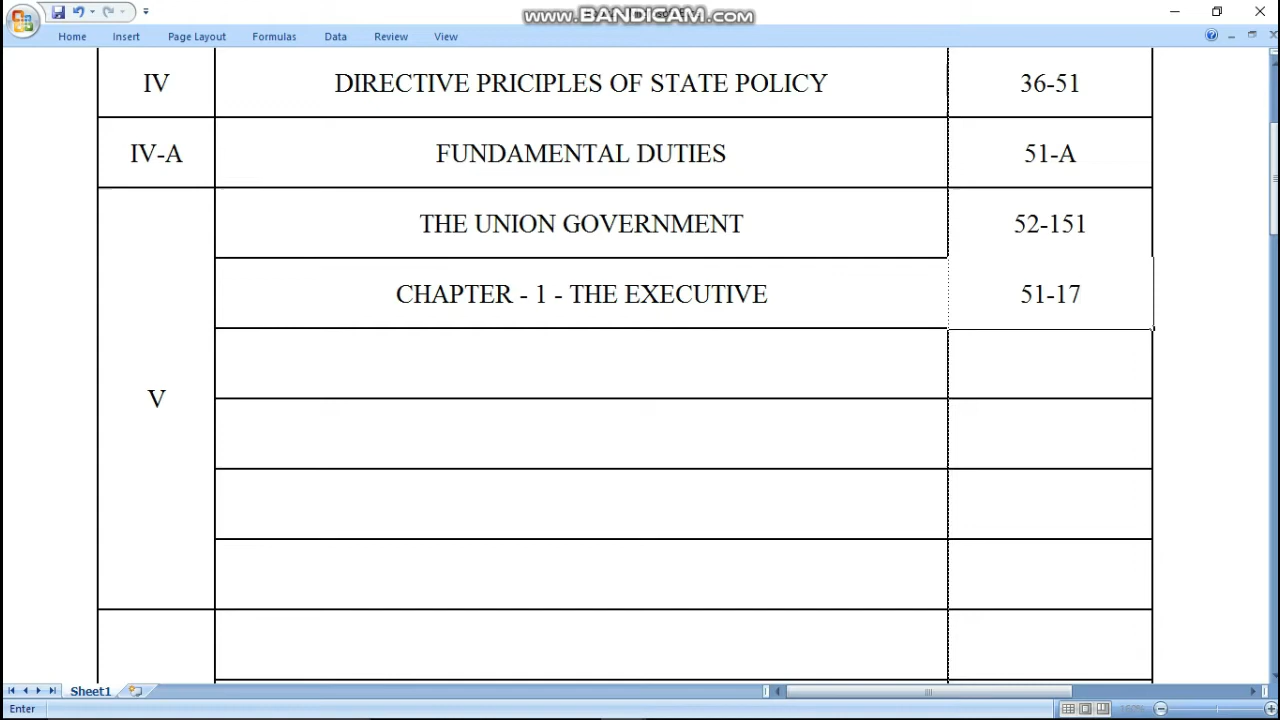 www.BANDICAM.com
Home Insert Page Layout Formulas Data Review View
IV DIRECTIVE PRICIPLES OF STATE POLICY 36-51
IV-A FUNDAMENTAL DUTIES 51-A
THE UNION GOVERNMENT 52-151
CHAPTER - 1 - THE EXECUTIVE 51-17
V
Sheet1
Enter